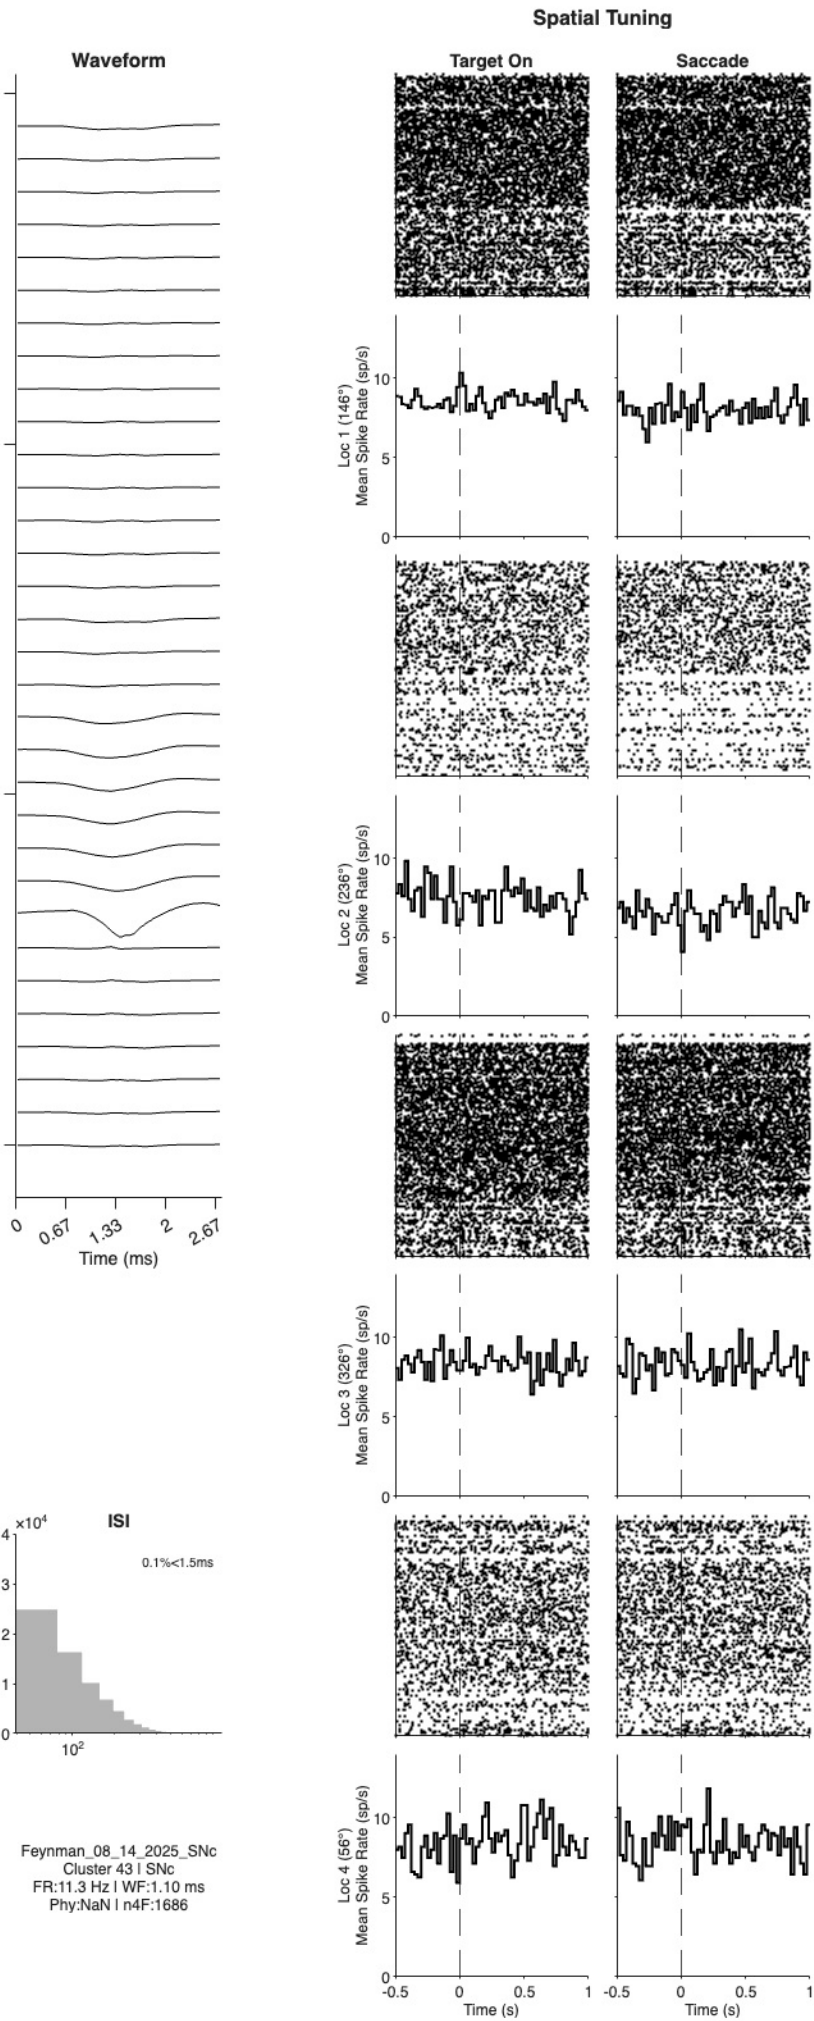 Spatial Tuning
Waveform
Target On
Saccade
10
5
0
Loc 1 (146°)
Mean Spike Rate (sp/s)
10
5
0
Loc 2 (236°)
Mean Spike Rate (sp/s)
10
5
0
Loc 3 (326°)
Mean Spike Rate (sp/s)
10
5
0
Loc 4 (56°)
Mean Spike Rate (sp/s)
-0.5 0 0.5 1
Time (s)
-0.5 0 0.5 1
Time (s)
0 0.67 1.33 2 2.67
Time (ms)
×10⁴
ISI
0.1%<1.5ms
4
3
2
1
0
10²
Feynman_08_14_2025_SNc
Cluster 43 | SNc
FR:11.3 Hz | WF:1.10 ms
Phy:NaN | n4F:1686